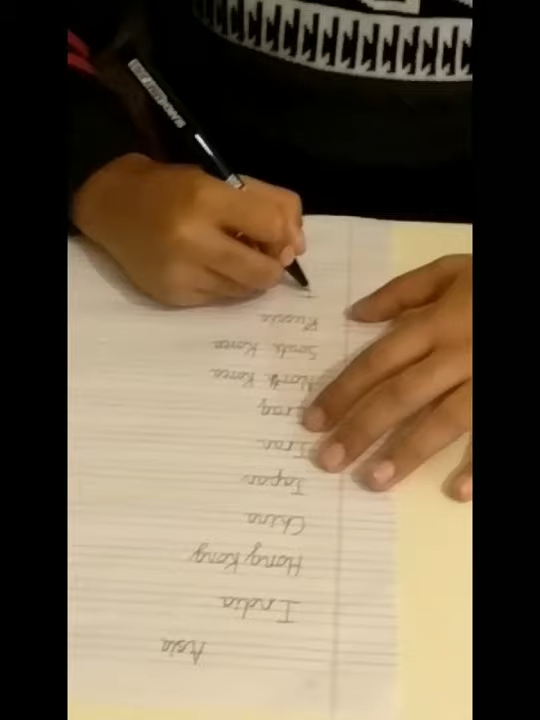 Asia
India
Hong Kong
China
Japan
Iran
Iraq
North Korea
South Korea
Russia